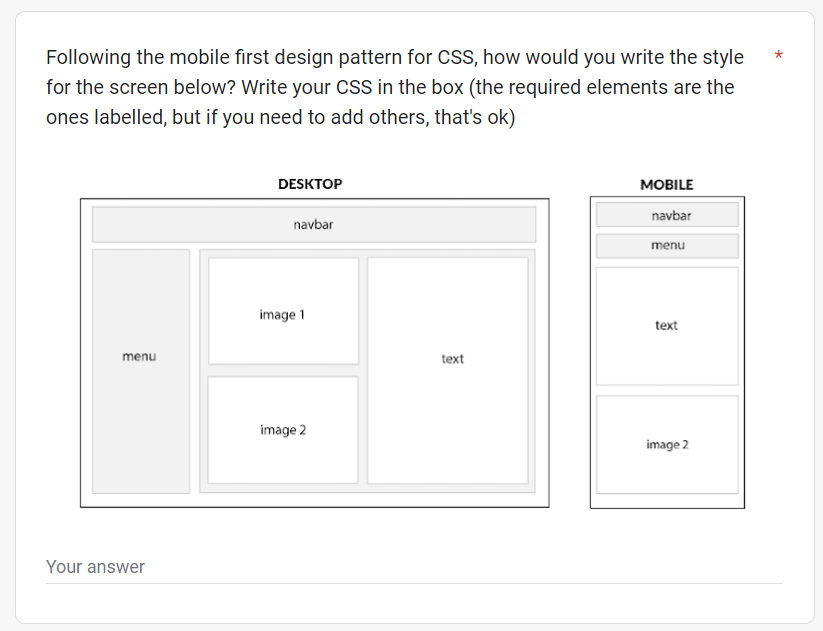 Following the mobile first design pattern for CSS, how would you write the style *
for the screen below? Write your CSS in the box (the required elements are the
ones labelled, but if you need to add others, that's ok)
DESKTOP
navbar
menu
image 1
image 2
text
MOBILE
navbar
menu
text
image 2
Your answer